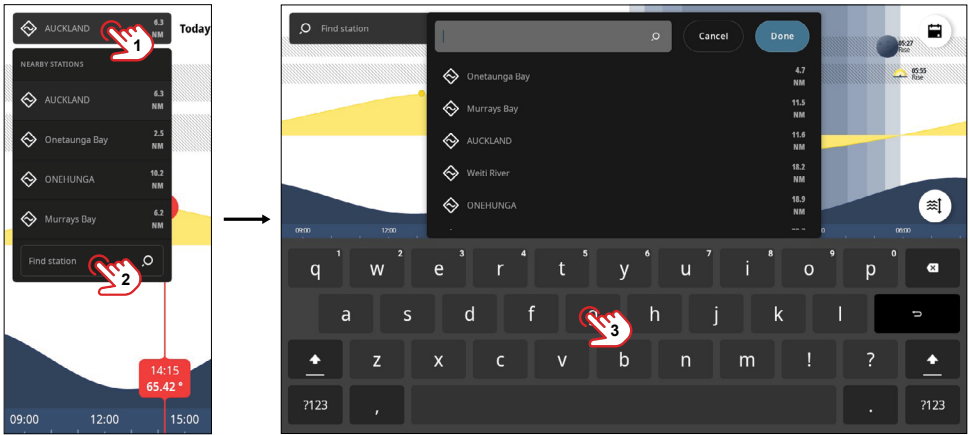 AUCKLAND 6.3 NM
Today
1
NEARBY STATIONS
AUCKLAND 6.3 NM
Onetaunga Bay 2.5 NM
ONEHUNGA 10.2 NM
Murrays Bay 6.2 NM
Find station
2
14:15
65.42 °
09:00 12:00 15:00
Find station
Cancel Done
Onetaunga Bay 4.7 NM
Murrays Bay 11.5 NM
AUCKLAND 11.6 NM
Weiti River 18.2 NM
ONEHUNGA 18.9 NM
05:27
Rise
05:55
Rise
09:00 12:00 06:00
q 1 w 2 e 3 r 4 t 5 y 6 u 7 i 8 o 9 p 0
a s d f h j k l
3
z x c v b n m ! ?
?123 , . ?123